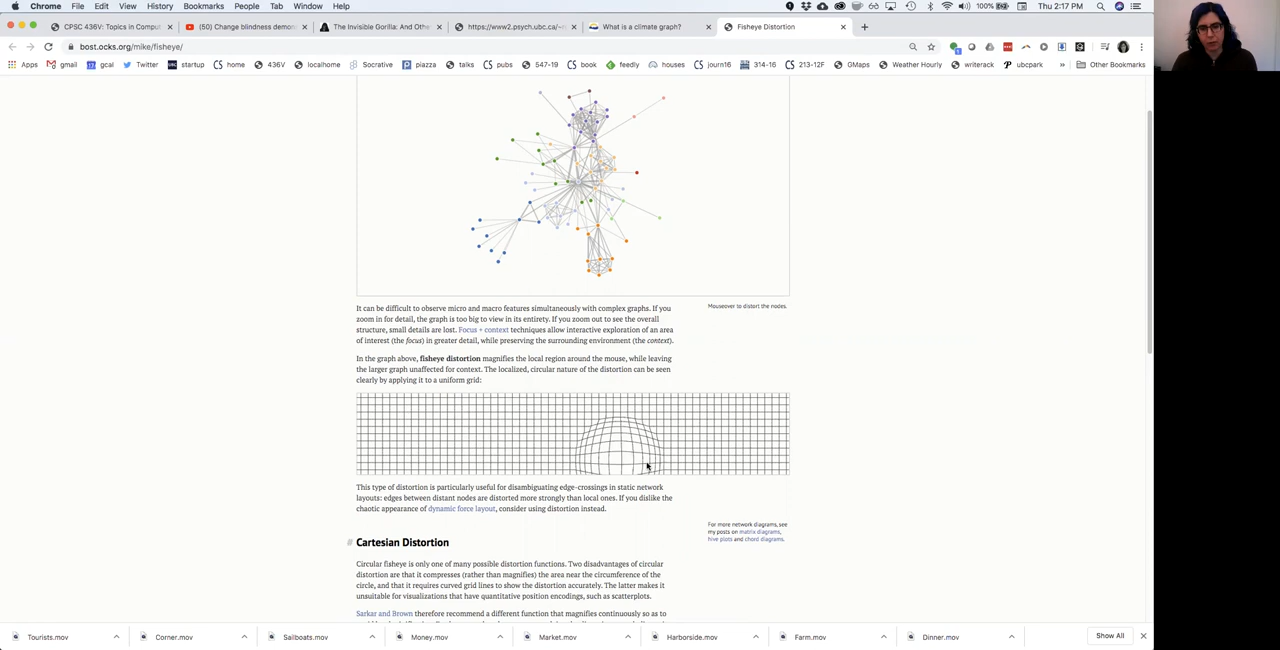 Chrome File Edit View History Bookmarks People Tab Window Help 100% Thu 2:17 PM
CPSC 436V: Topics in Comput
(50) Change blindness demon
The Invisible Gorilla: And Othe
https://www2.psych.ubc.ca/~r
What is a climate graph?
Fisheye Distortion
bost.ocks.org/mike/fisheye/
Apps gmail gcal Twitter startup home 436V localhome Socrative piazza talks pubs 547-19 book feedly houses journ16 314-16 213-12F GMaps Weather Hourly writerack ubcpark » Other Bookmarks
It can be difficult to observe micro and macro features simultaneously with complex graphs. If you
zoom in for detail, the graph is too big to view in its entirety. If you zoom out to see the overall
structure, small details are lost. Focus + context techniques allow interactive exploration of an area
of interest (the focus) in greater detail, while preserving the surrounding environment (the context).
Mouseover to distort the nodes.
In the graph above, fisheye distortion magnifies the local region around the mouse, while leaving
the larger graph unaffected for context. The localized, circular nature of the distortion can be seen
clearly by applying it to a uniform grid:
This type of distortion is particularly useful for disambiguating edge-crossings in static network
layouts: edges between distant nodes are distorted more strongly than local ones. If you dislike the
chaotic appearance of dynamic force layout, consider using distortion instead.
For more network diagrams, see
my posts on matrix diagrams,
hive plots and chord diagrams.
# Cartesian Distortion
Circular fisheye is only one of many possible distortion functions. Two disadvantages of circular
distortion are that it compresses (rather than magnifies) the area near the circumference of the
circle, and that it requires curved grid lines to show the distortion accurately. The latter makes it
unsuitable for visualizations that have quantitative position encodings, such as scatterplots.
Sarkar and Brown therefore recommend a different function that magnifies continuously so as to
Tourists.mov
Corner.mov
Sailboats.mov
Money.mov
Market.mov
Harborside.mov
Farm.mov
Dinner.mov
Show All